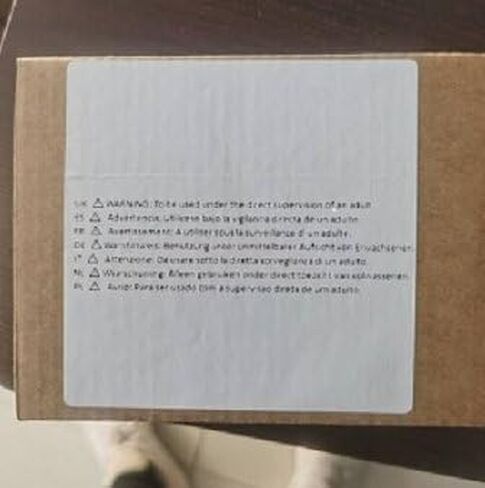 UK ⚠ WARNING: To be used under the direct supervision of an adult.
ES ⚠ Advertencia: Utilícese bajo la vigilancia directa de un adulto.
FR ⚠ Avertissement: A utiliser sous la surveillance d'un adulte.
DE ⚠ Warnhinweis: Benutzung unter unmittelbarer Aufsicht von Erwachsenen.
IT ⚠ Attenzione: Da usare sotto la diretta sorveglianza di un adulto.
NL ⚠ Waarschuwing: Alleen gebruiken onder direct toezicht van volwassenen.
PL ⚠ Aviso: Para ser usado com a supervisão direta de um adulto.